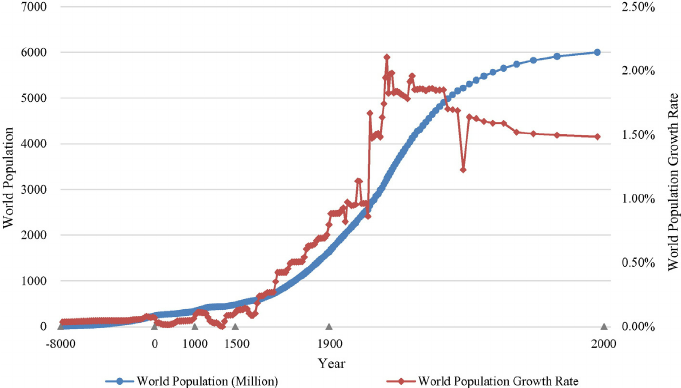 7000
6000
5000
4000
3000
2000
1000
0
World Population
2.50%
2.00%
1.50%
1.00%
0.50%
0.00%
World Population Growth Rate
-8000 0 1000 1500 1900 2000
Year
World Population (Million) World Population Growth Rate